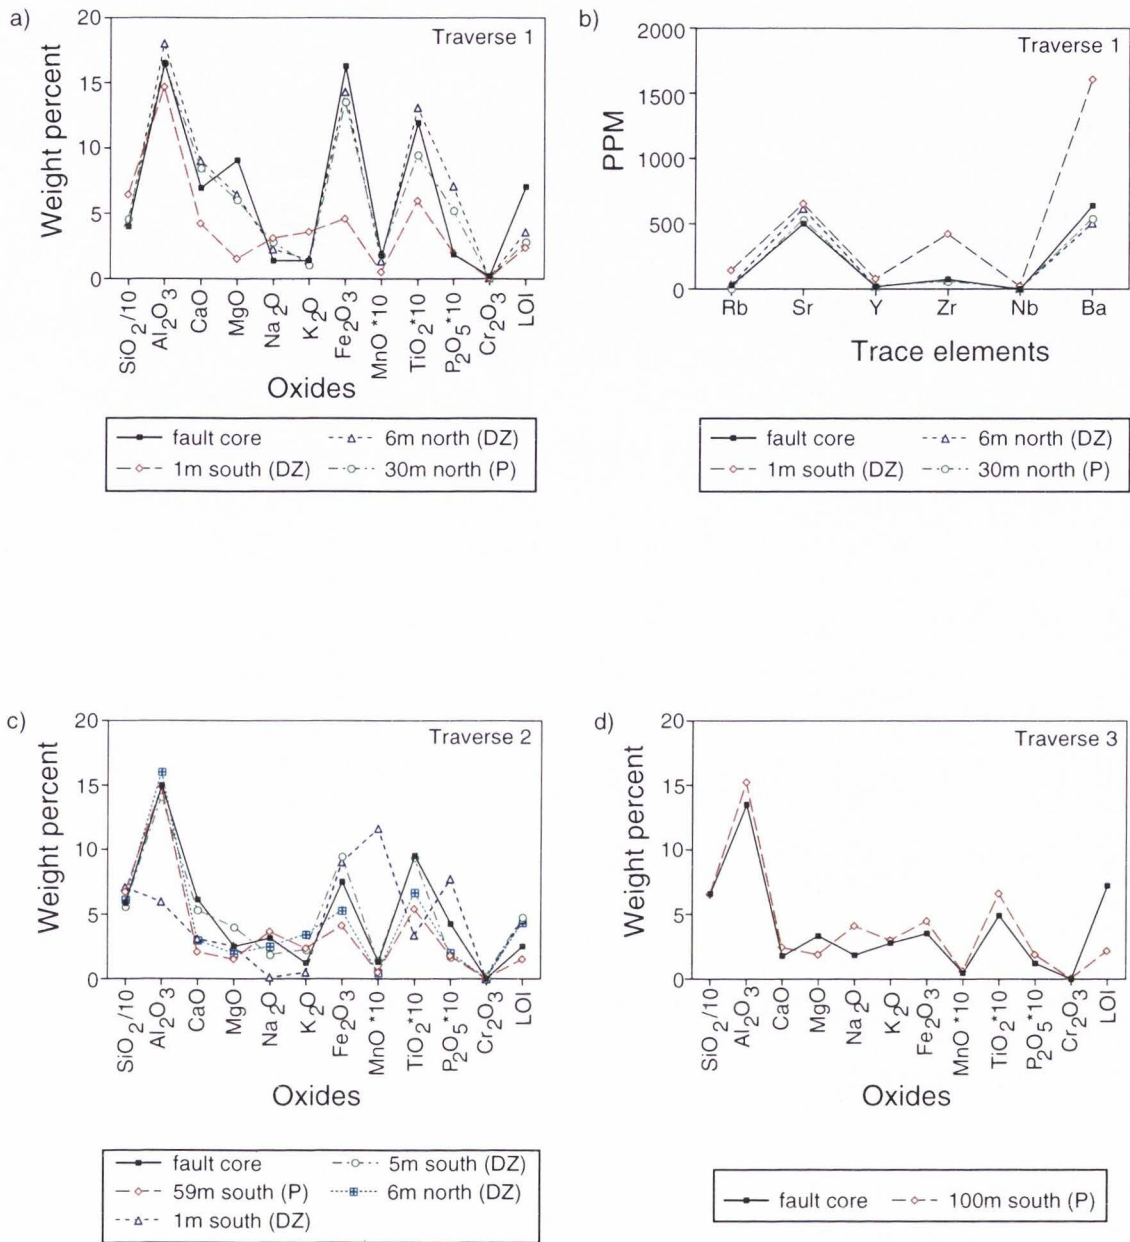 a)
Traverse 1
20
15
10
5
0
Weight percent
SiO2/10
Al2O3
CaO
MgO
Na2O
K2O
Fe2O3
MnO *10
TiO2*10
P2O5*10
Cr2O3
LOI
Oxides
fault core
6m north (DZ)
1m south (DZ)
30m north (P)
b)
Traverse 1
2000
1500
1000
500
0
PPM
Rb
Sr
Y
Zr
Nb
Ba
Trace elements
fault core
6m north (DZ)
1m south (DZ)
30m north (P)
c)
Traverse 2
20
15
10
5
0
Weight percent
SiO2/10
Al2O3
CaO
MgO
Na2O
K2O
Fe2O3
MnO *10
TiO2*10
P2O5*10
Cr2O3
LOI
Oxides
fault core
5m south (DZ)
59m south (P)
6m north (DZ)
1m south (DZ)
d)
Traverse 3
20
15
10
5
0
Weight percent
SiO2/10
Al2O3
CaO
MgO
Na2O
K2O
Fe2O3
MnO *10
TiO2*10
P2O5*10
Cr2O3
LOI
Oxides
fault core
100m south (P)